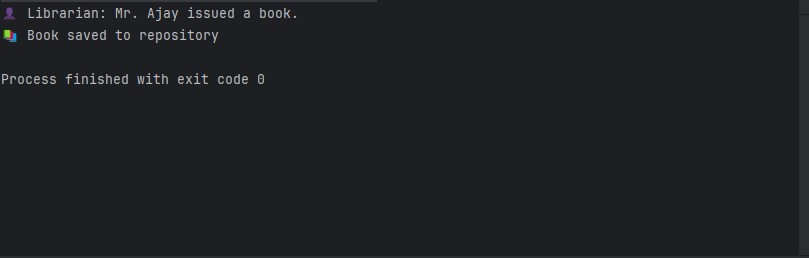 👤 Librarian: Mr. Ajay issued a book.
📚 Book saved to repository
Process finished with exit code 0